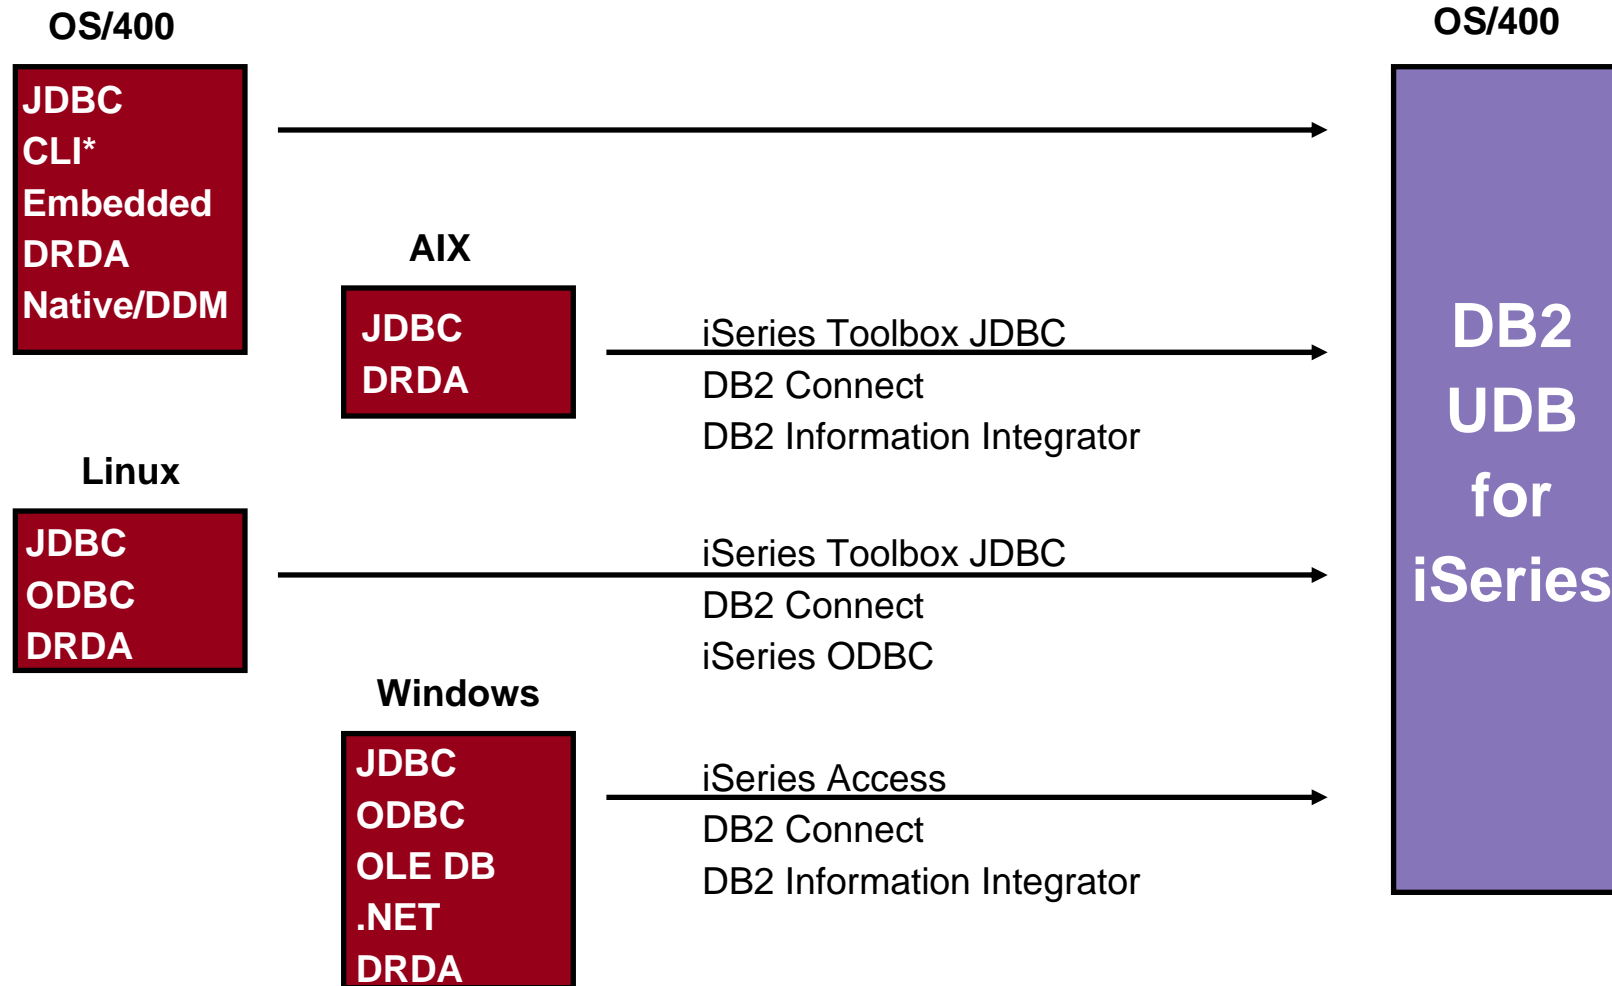 OS/400
JDBC
CLI*
Embedded
DRDA
Native/DDM
AIX
JDBC
DRDA
iSeries Toolbox JDBC
DB2 Connect
DB2 Information Integrator
Linux
JDBC
ODBC
DRDA
iSeries Toolbox JDBC
DB2 Connect
iSeries ODBC
Windows
JDBC
ODBC
OLE DB
.NET
DRDA
iSeries Access
DB2 Connect
DB2 Information Integrator
OS/400
DB2
UDB
for
iSeries